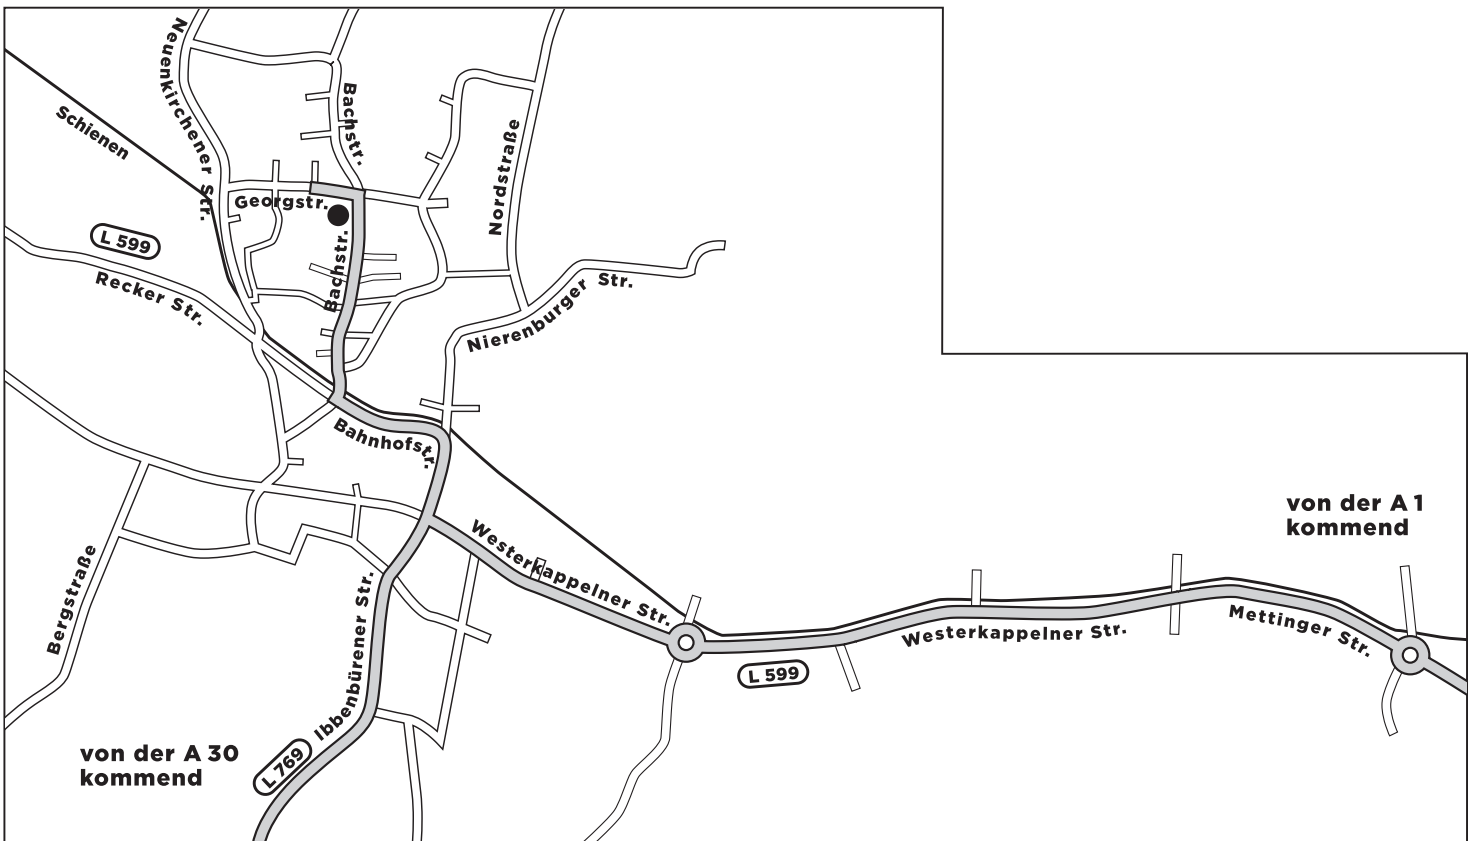 Neuenkirchener Str.
Bachstr.
Schienen
Nordstraße
Georgstr.
L 599
Bachstr.
Recker Str.
Nierenburger Str.
Bahnhofstr.
von der A 1
kommend
Westerkappelner Str.
Bergstraße
Ibbenbürener Str.
Westerkappelner Str.
Mettinger Str.
L 599
von der A 30
kommend
L 769